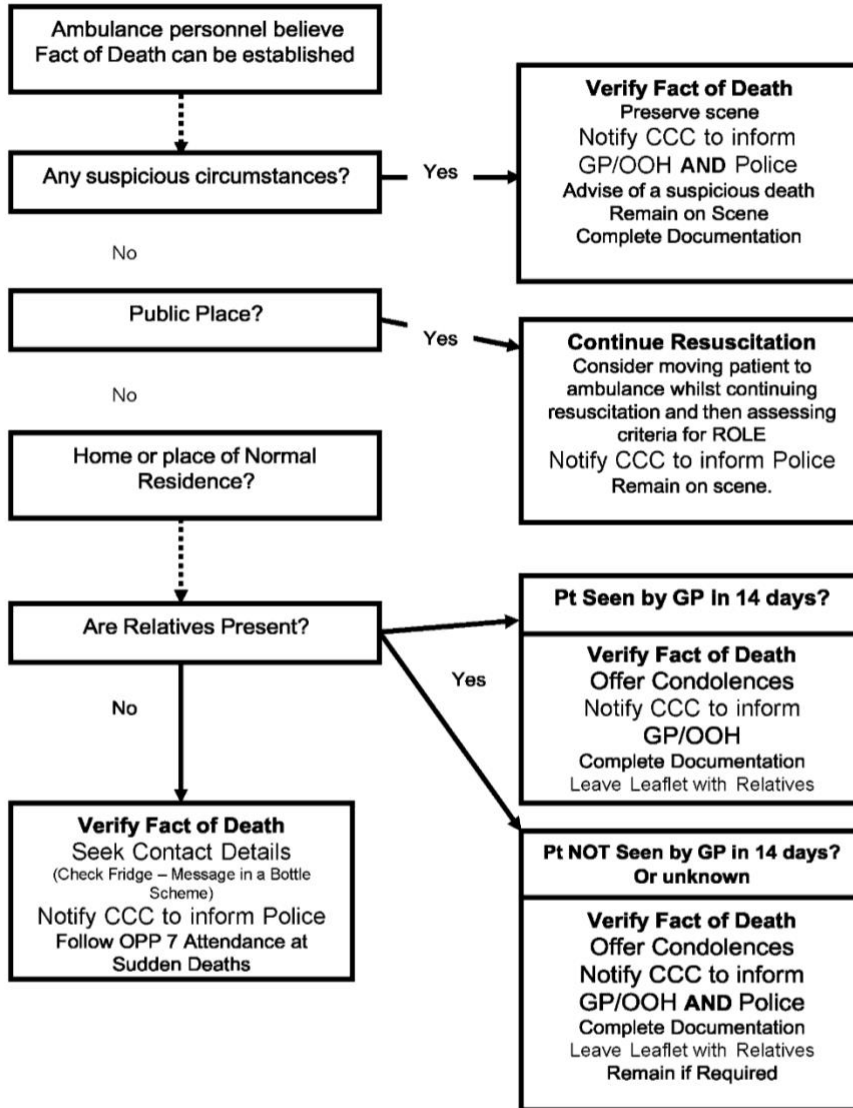 Ambulance personnel believe
Fact of Death can be established
Any suspicious circumstances?
Yes
Verify Fact of Death
Preserve scene
Notify CCC to inform
GP/OOH AND Police
Advise of a suspicious death
Remain on Scene
Complete Documentation
No
Public Place?
Yes
Continue Resuscitation
Consider moving patient to
ambulance whilst continuing
resuscitation and then assessing
criteria for ROLE
Notify CCC to inform Police
Remain on scene.
No
Home or place of Normal
Residence?
Are Relatives Present?
Yes
Pt Seen by GP in 14 days?
Verify Fact of Death
Offer Condolences
Notify CCC to inform
GP/OOH
Complete Documentation
Leave Leaflet with Relatives
No
Verify Fact of Death
Seek Contact Details
(Check Fridge – Message in a Bottle
Scheme)
Notify CCC to inform Police
Follow OPP 7 Attendance at
Sudden Deaths
Pt NOT Seen by GP in 14 days?
Or unknown
Verify Fact of Death
Offer Condolences
Notify CCC to inform
GP/OOH AND Police
Complete Documentation
Leave Leaflet with Relatives
Remain if Required